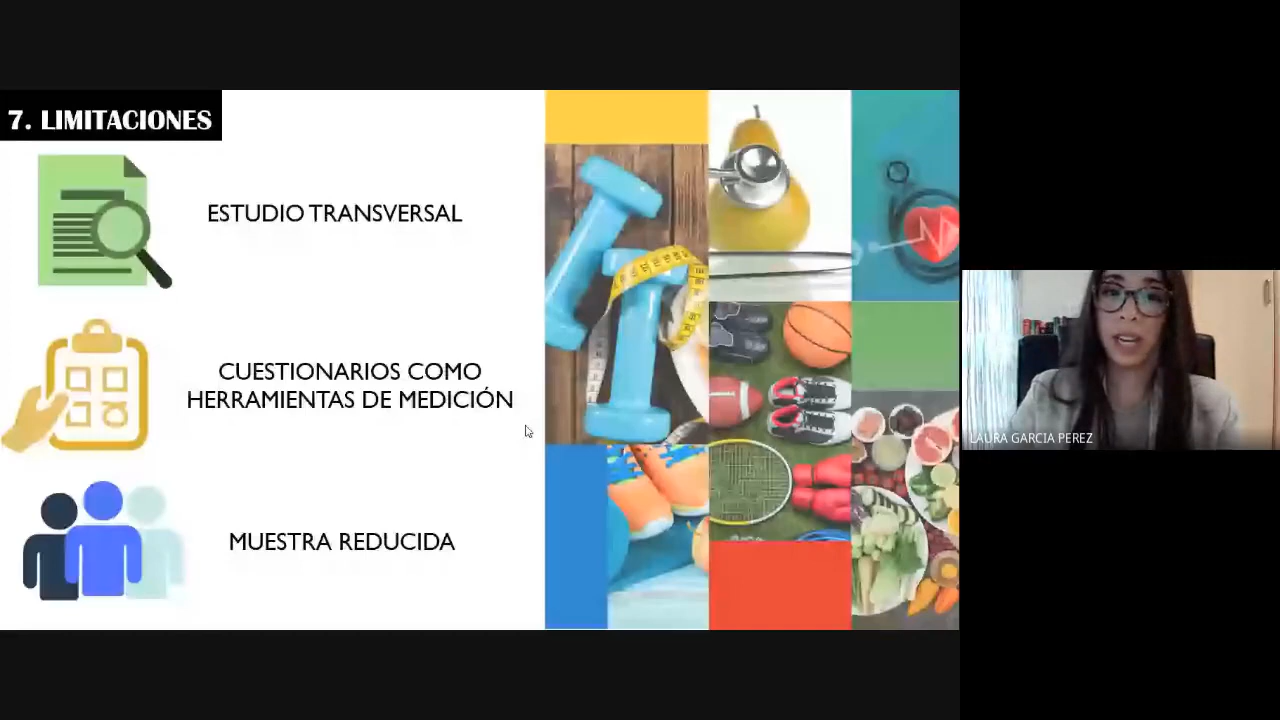 7. LIMITACIONES
ESTUDIO TRANSVERSAL
CUESTIONARIOS COMO
HERRAMIENTAS DE MEDICIÓN
MUESTRA REDUCIDA
LAURA GARCIA PEREZ